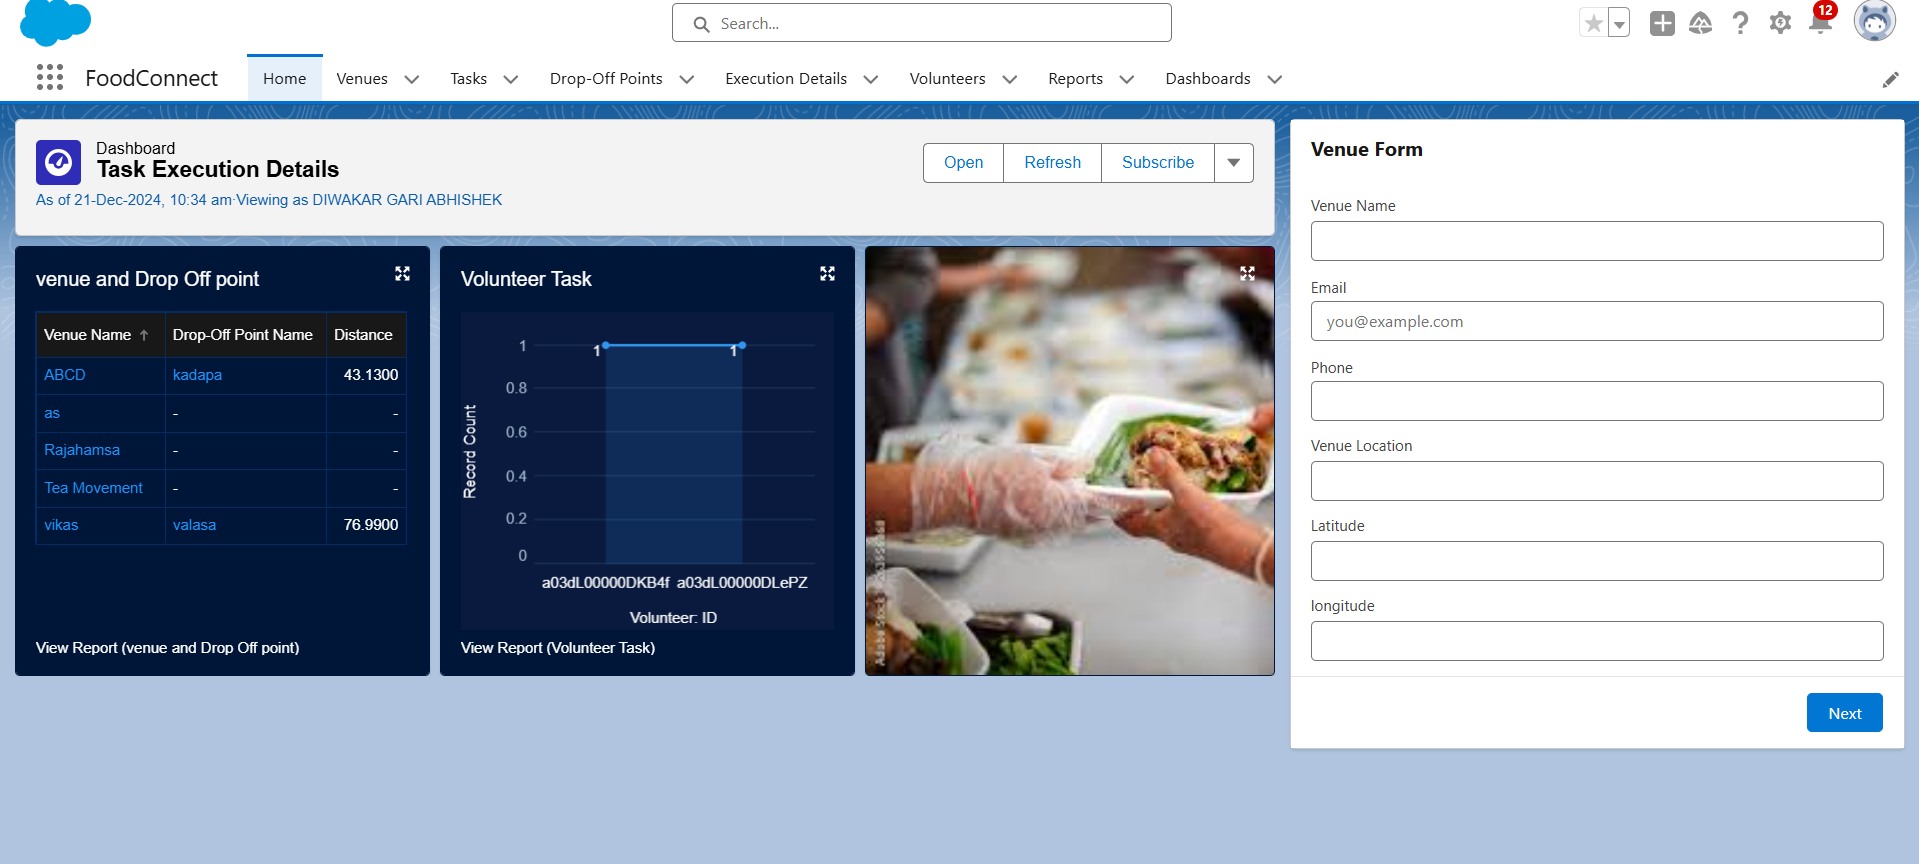 Search...
12
FoodConnect
Home
Venues
Tasks
Drop-Off Points
Execution Details
Volunteers
Reports
Dashboards
Dashboard
Task Execution Details
As of 21-Dec-2024, 10:34 am·Viewing as DIWAKAR GARI ABHISHEK
Open
Refresh
Subscribe
venue and Drop Off point
Venue Name Drop-Off Point Name Distance
ABCD kadapa 43.1300
as - -
Rajahamsa - -
Tea Movement - -
vikas valasa 76.9900
View Report (venue and Drop Off point)
Volunteer Task
Record Count
1
0.8
0.6
0.4
0.2
0
1 1
a03dL00000DKB4f a03dL00000DLePZ
Volunteer: ID
View Report (Volunteer Task)
Adobe Stock
Venue Form
Venue Name
Email
you@example.com
Phone
Venue Location
Latitude
longitude
Next